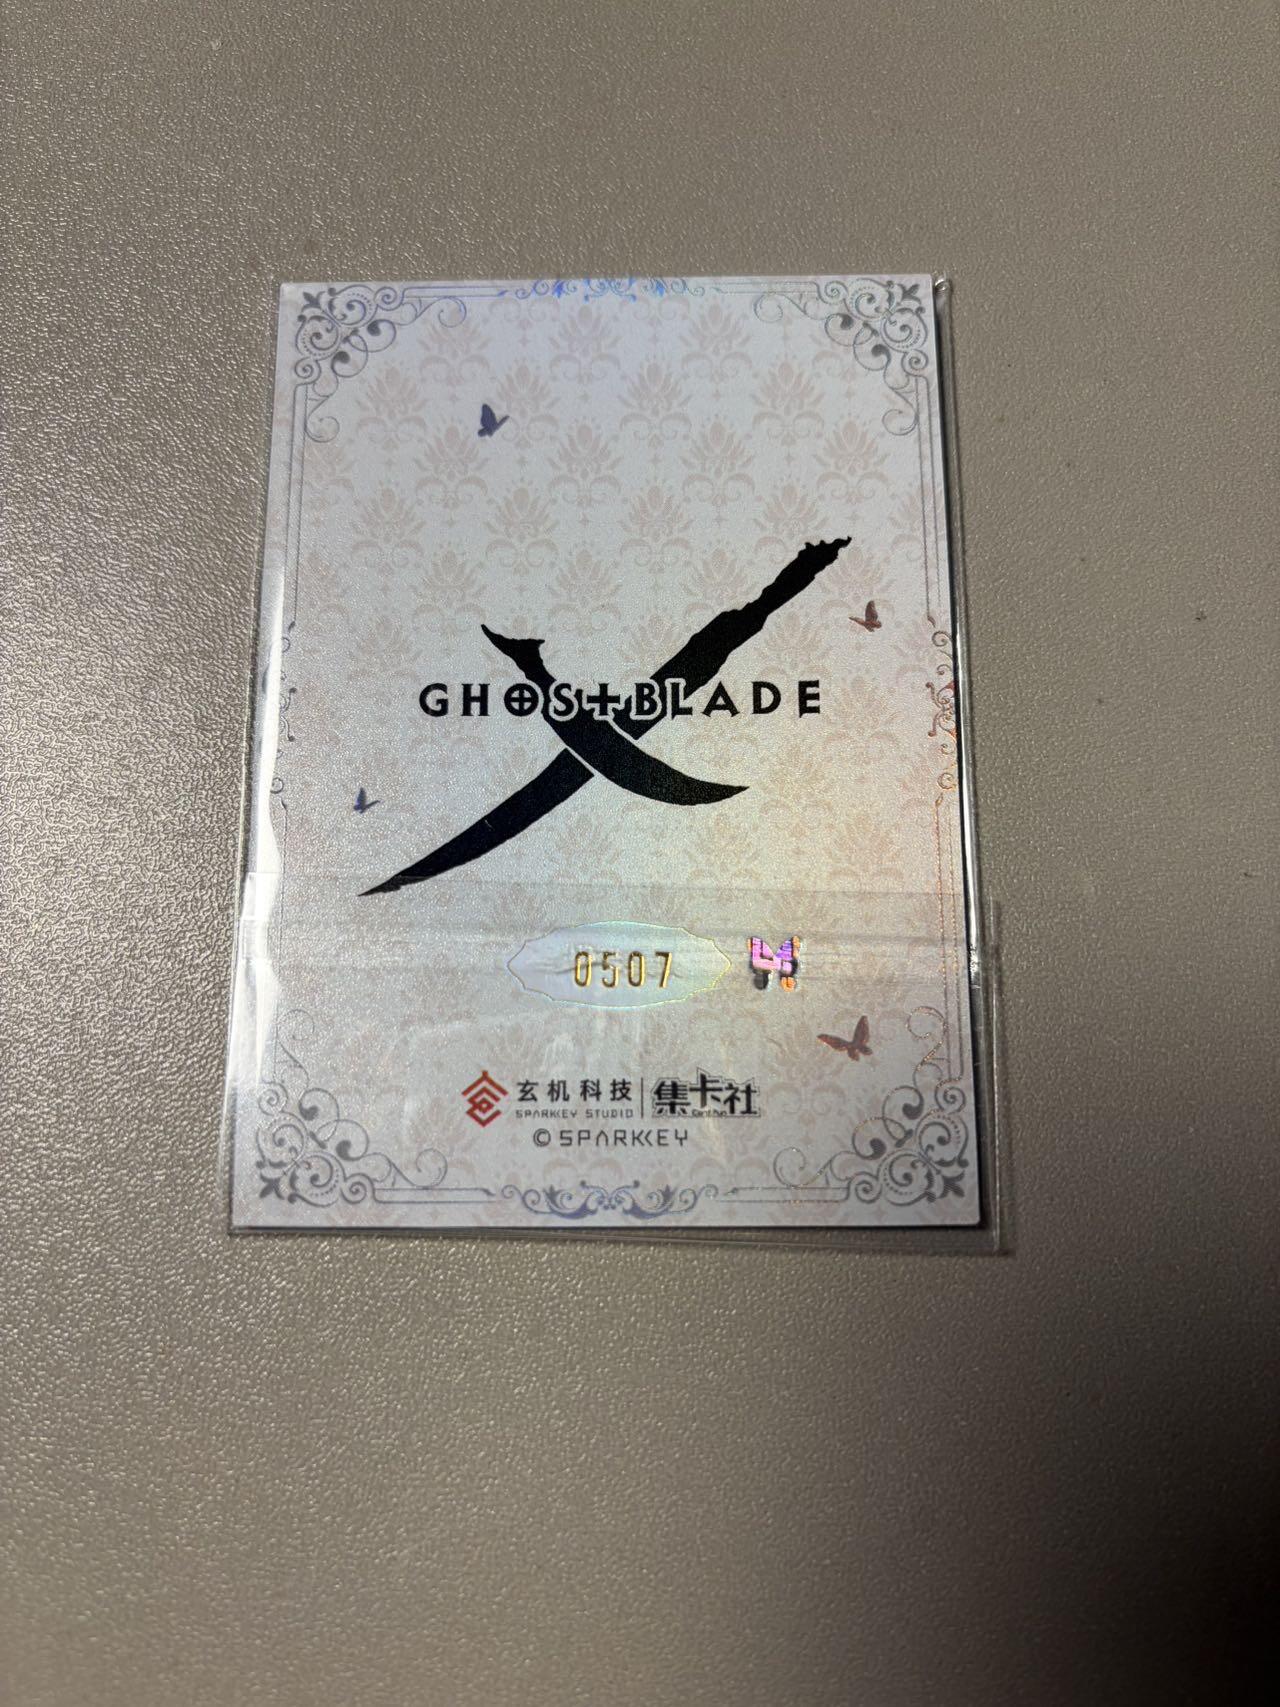 GHOSTBLADE
0507
玄机科技 集卡社
SPARKEY STUDIO
© SPARKEY